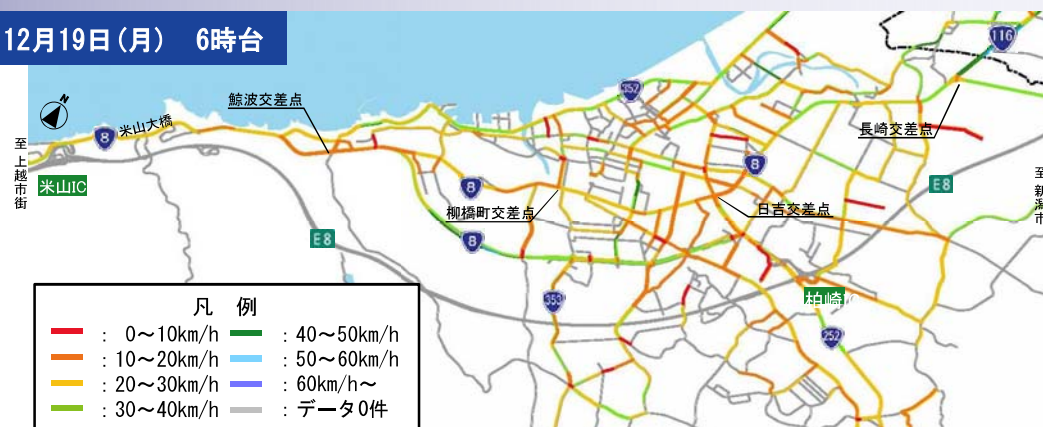 12月19日(月) 6時台
116
N
鯨波交差点
352
至 上越市街
8
米山大橋
長崎交差点
米山IC
8
8
E8
至 新潟市
柳橋町交差点
日吉交差点
E8
8
353
柏崎IC
252
凡 例
: 0～10km/h : 40～50km/h
: 10～20km/h : 50～60km/h
: 20～30km/h : 60km/h～
: 30～40km/h : データ0件